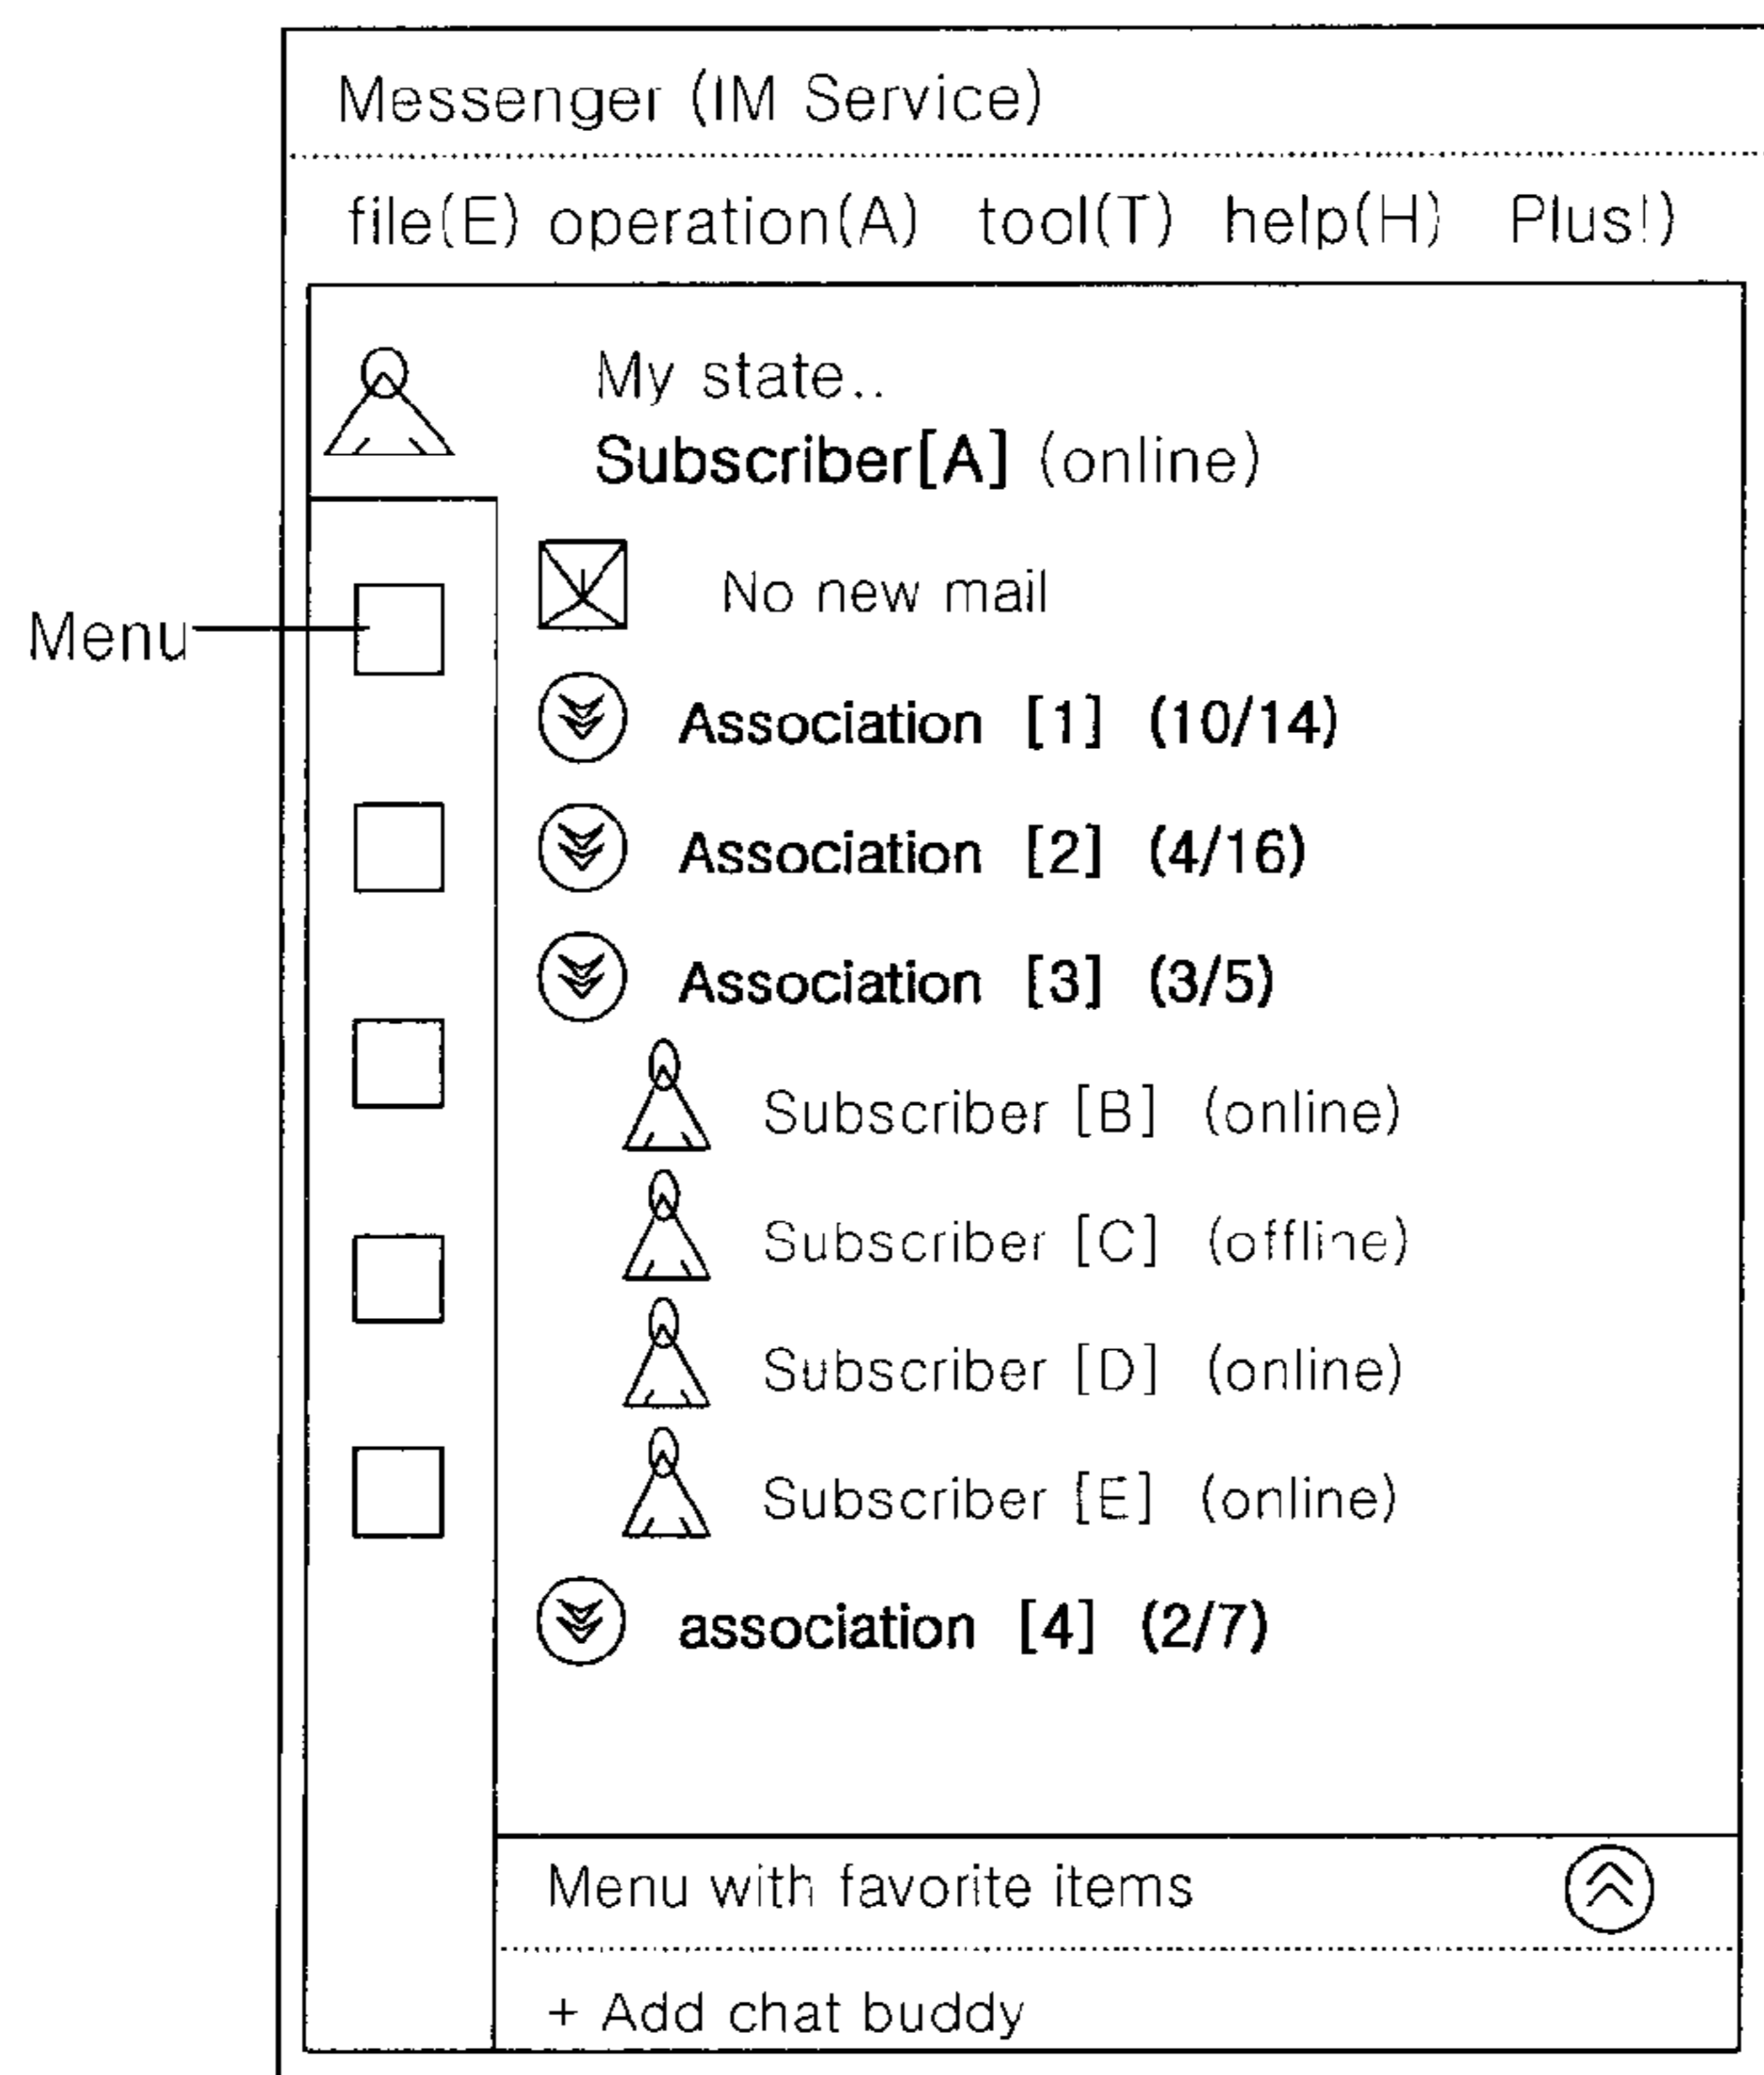 Messenger (IM Service)
file(E) operation(A) tool(T) help(H) Plus!)
My state..
Subscriber[A] (online)
No new mail
Menu
Association [1] (10/14)
Association [2] (4/16)
Association [3] (3/5)
Subscriber [B] (online)
Subscriber [C] (offline)
Subscriber [D] (online)
Subscriber [E] (online)
association [4] (2/7)
Menu with favorite items
+ Add chat buddy